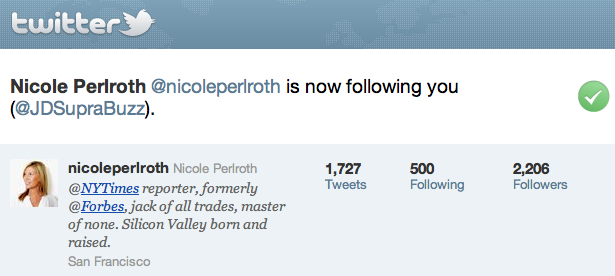 twitter
Nicole Perlroth @nicoleperlroth is now following you
(@JDSupraBuzz).
nicoleperlroth Nicole Perlroth
@NYTimes reporter, formerly
@Forbes, jack of all trades, master
of none. Silicon Valley born and
raised.
San Francisco
1,727
Tweets
500
Following
2,206
Followers